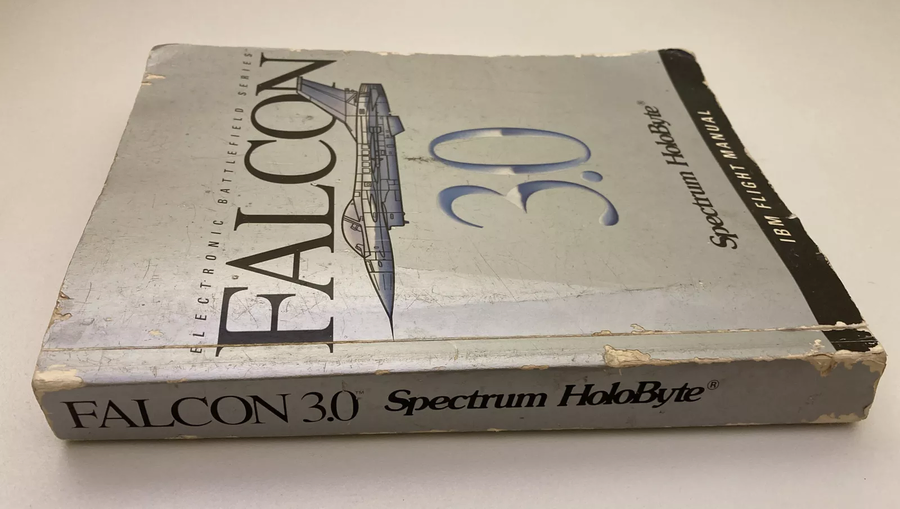 ELECTRONIC BATTLEFIELD SERIES
FALCON
3.0
Spectrum HoloByte®
IBM FLIGHT MANUAL
FALCON 3.0™ Spectrum HoloByte®